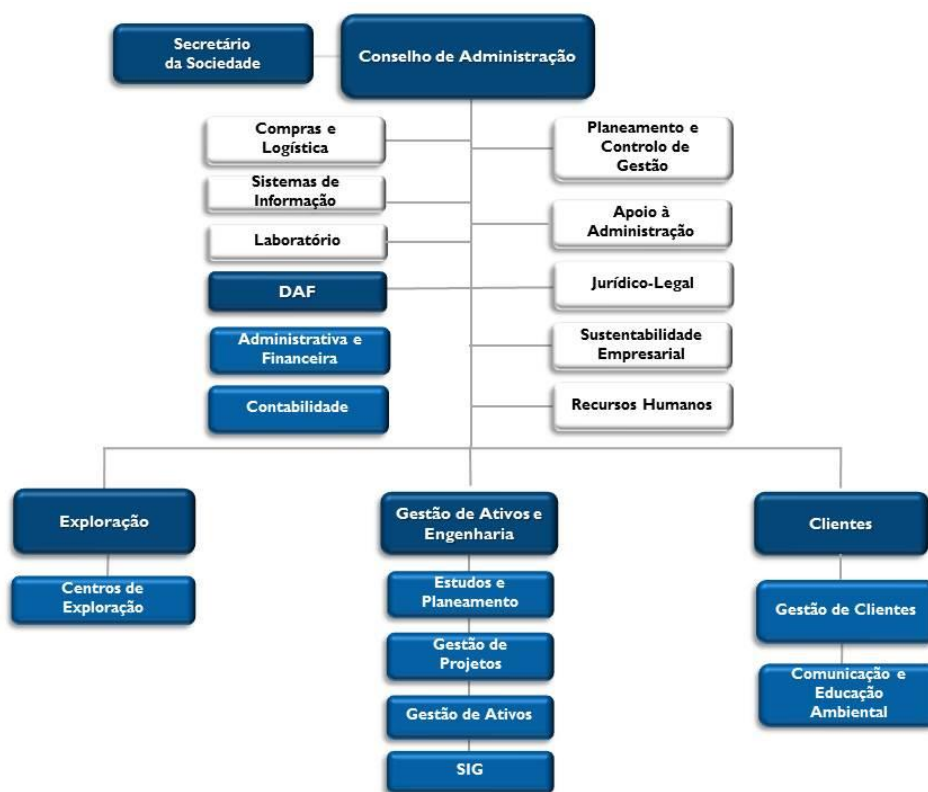 Secretário
da Sociedade
Conselho de Administração
Compras e
Logística
Planeamento e
Controlo de
Gestão
Sistemas de
Informação
Apoio à
Administração
Laboratório
DAF
Jurídico-Legal
Administrativa e
Financeira
Sustentabilidade
Empresarial
Contabilidade
Recursos Humanos
Exploração
Centros de
Exploração
Gestão de Ativos e
Engenharia
Estudos e
Planeamento
Gestão de
Projetos
Gestão de Ativos
SIG
Clientes
Gestão de Clientes
Comunicação e
Educação
Ambiental